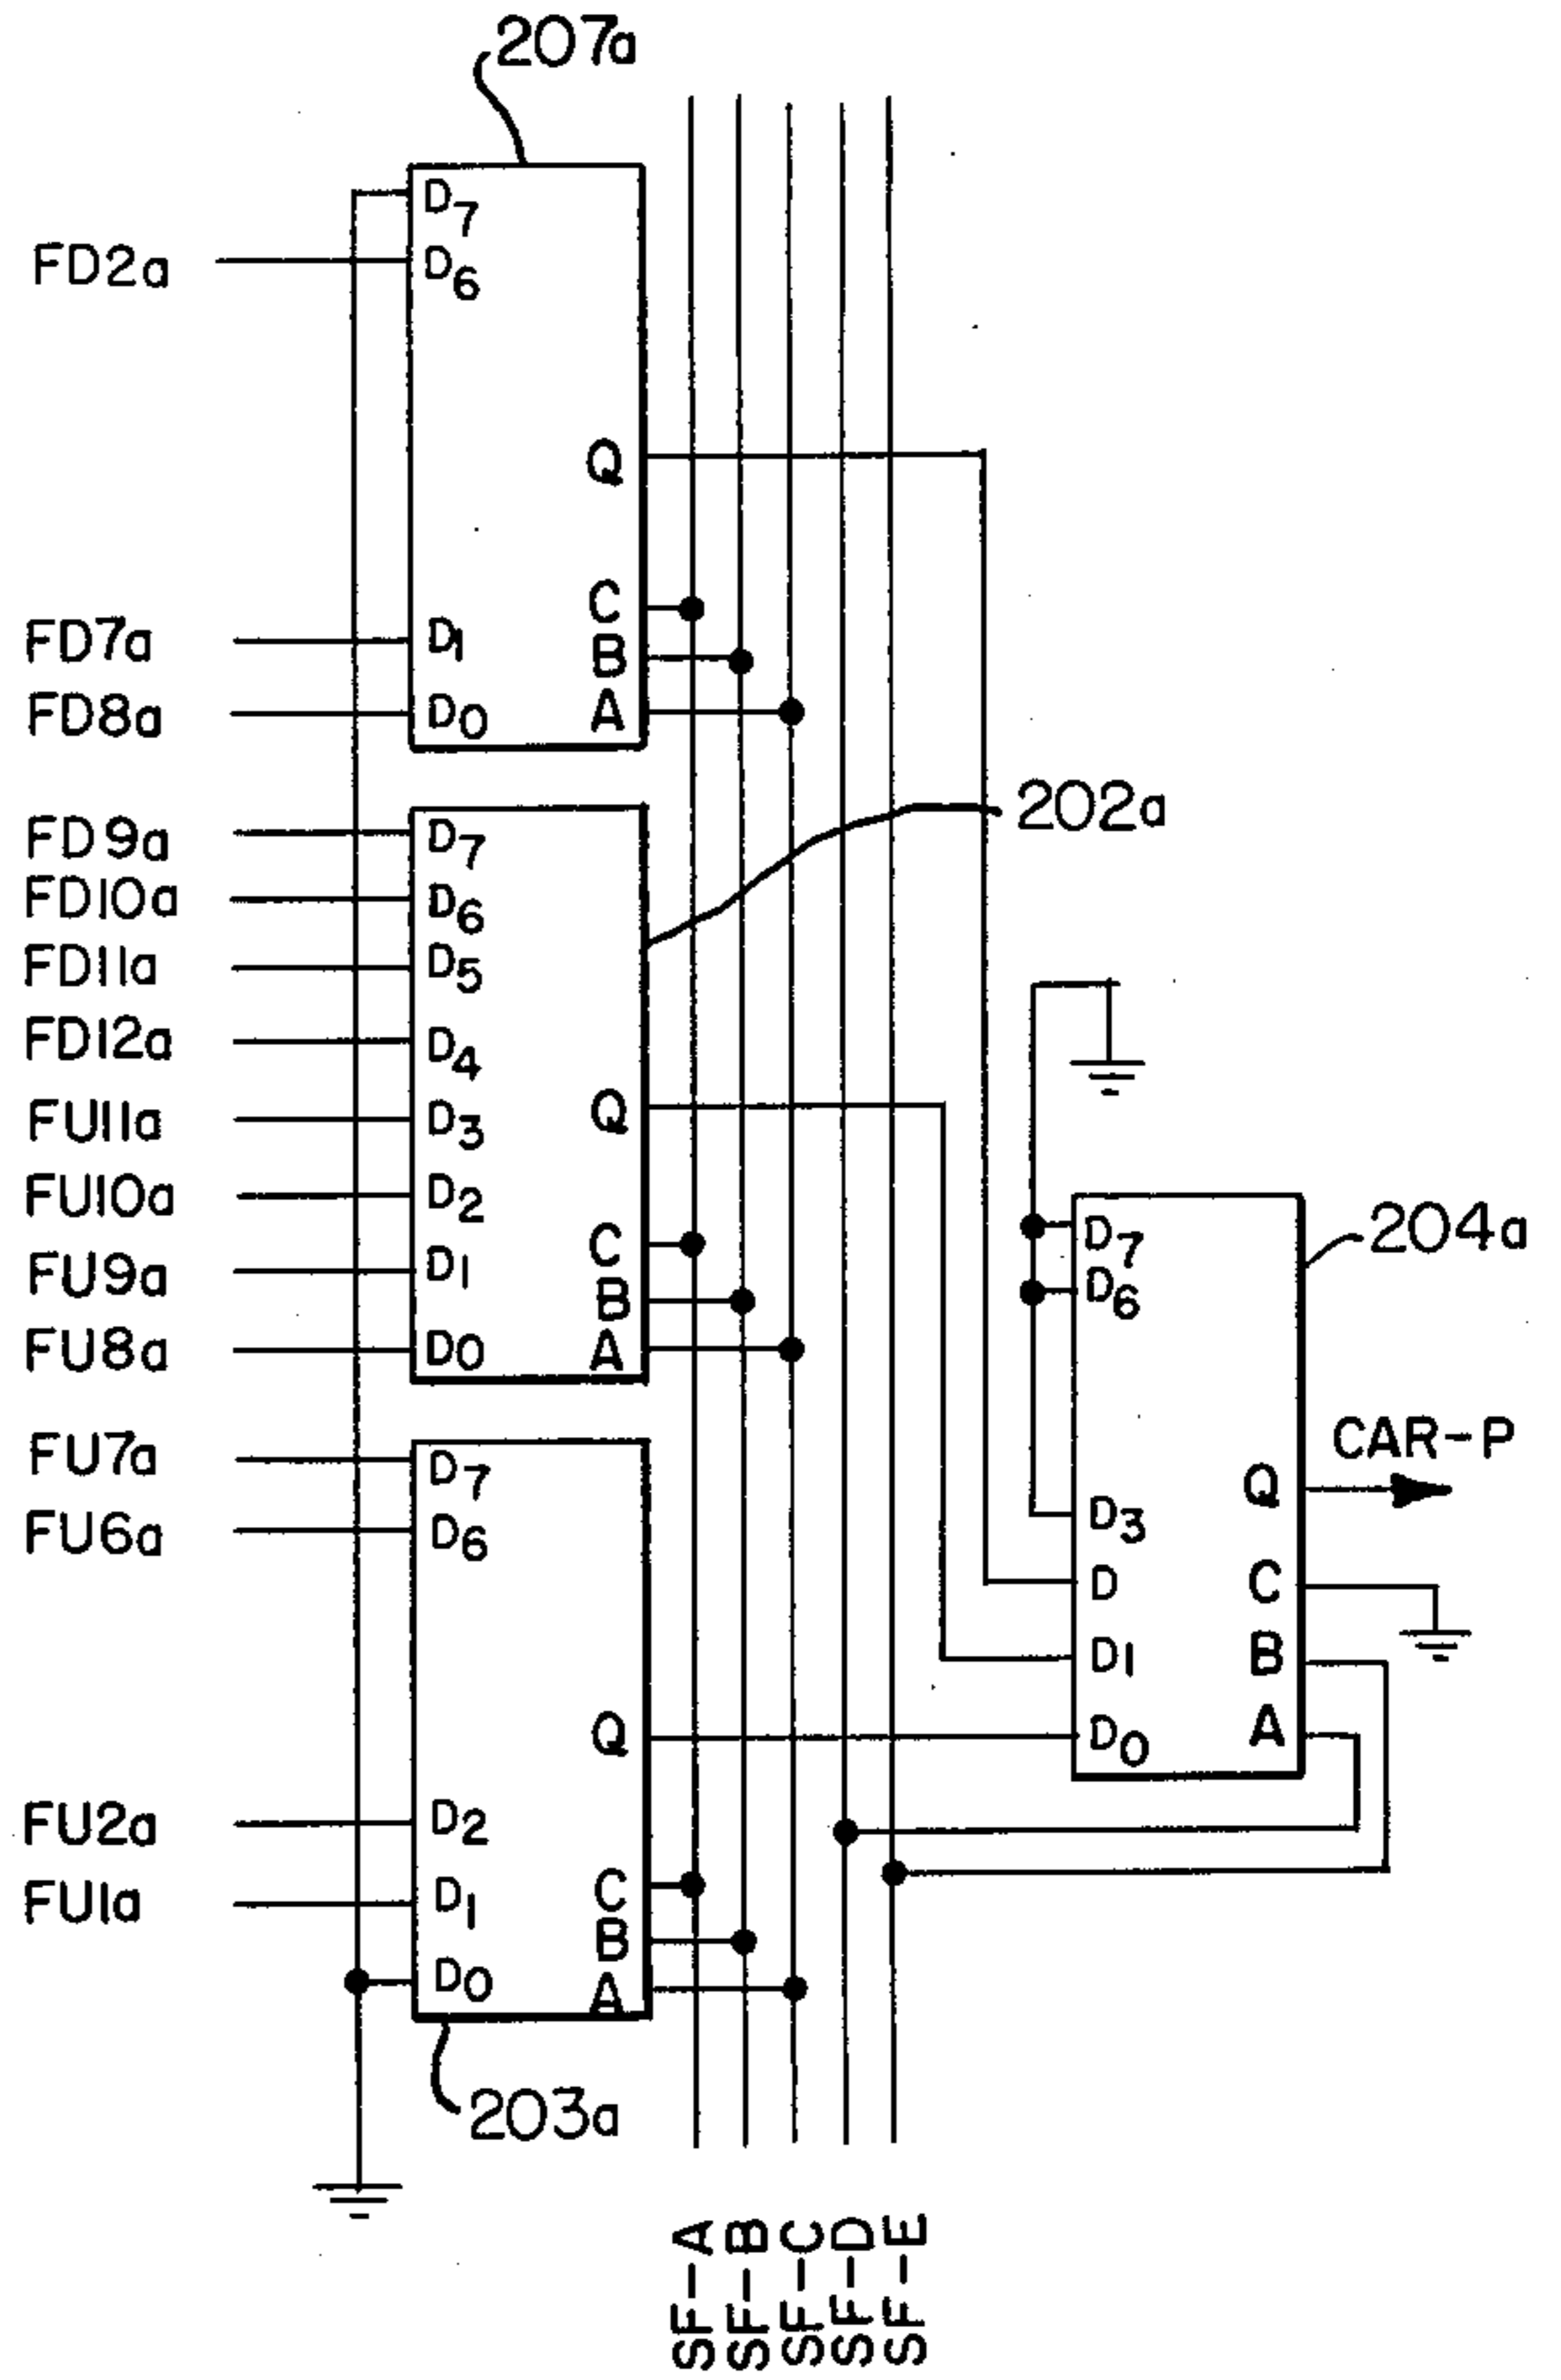 207a
D7
FD2a D6
Q
C
FD7a D1 B
FD8a D0 A
202a
FD9a D7
FD10a D6
FD11a D5
FD12a D4
FU11a D3 Q
FU10a D2
FU9a D1 C
B
FU8a D0 A
204a
D7
D6
CAR-P
Q
D3
D C
D1 B
D0 A
FU7a D7
FU6a D6
Q
FU2a D2
C
FU1a D1
B
D0 A
203a
SF-A
SF-B
SF-C
SF-D
SF-E